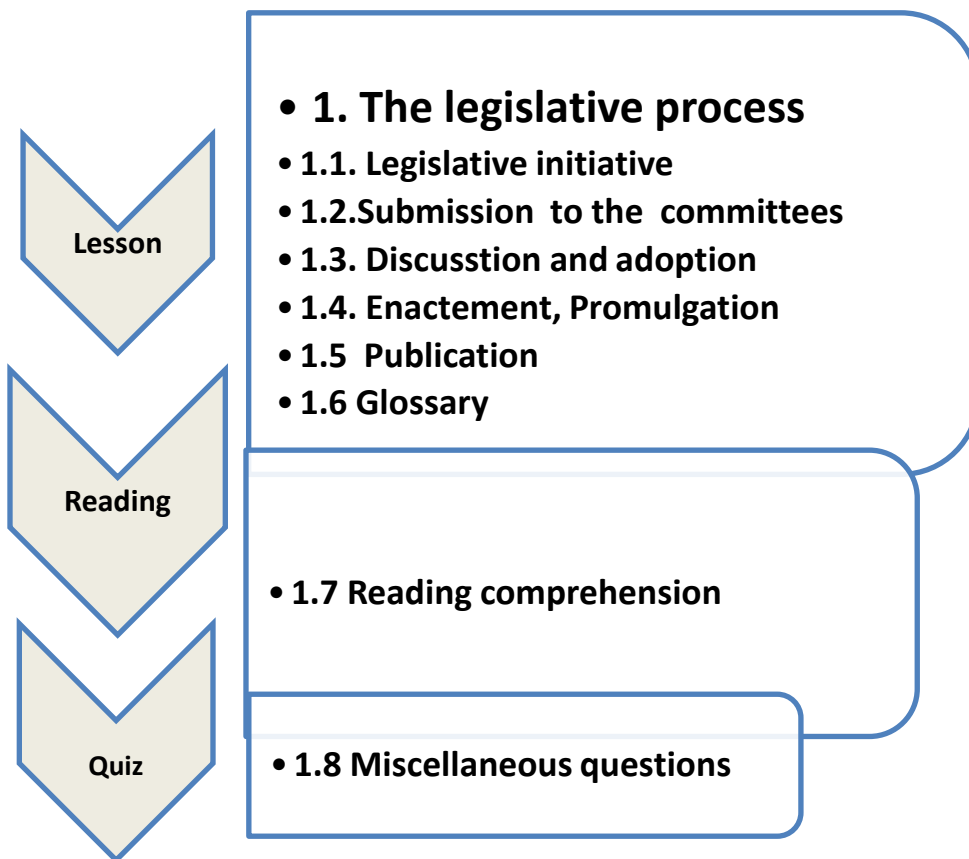 Lesson
• 1. The legislative process
• 1.1. Legislative initiative
• 1.2.Submission to the committees
• 1.3. Discusstion and adoption
• 1.4. Enactement, Promulgation
• 1.5 Publication
• 1.6 Glossary
Reading
• 1.7 Reading comprehension
Quiz
• 1.8 Miscellaneous questions